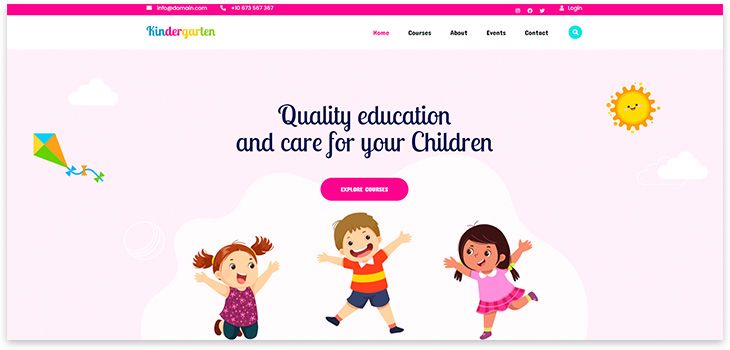 info@domain.com +10 673 567 367 Login
Kindergarten Home Courses About Events Contact
Quality education
and care for your Children
EXPLORE COURSES